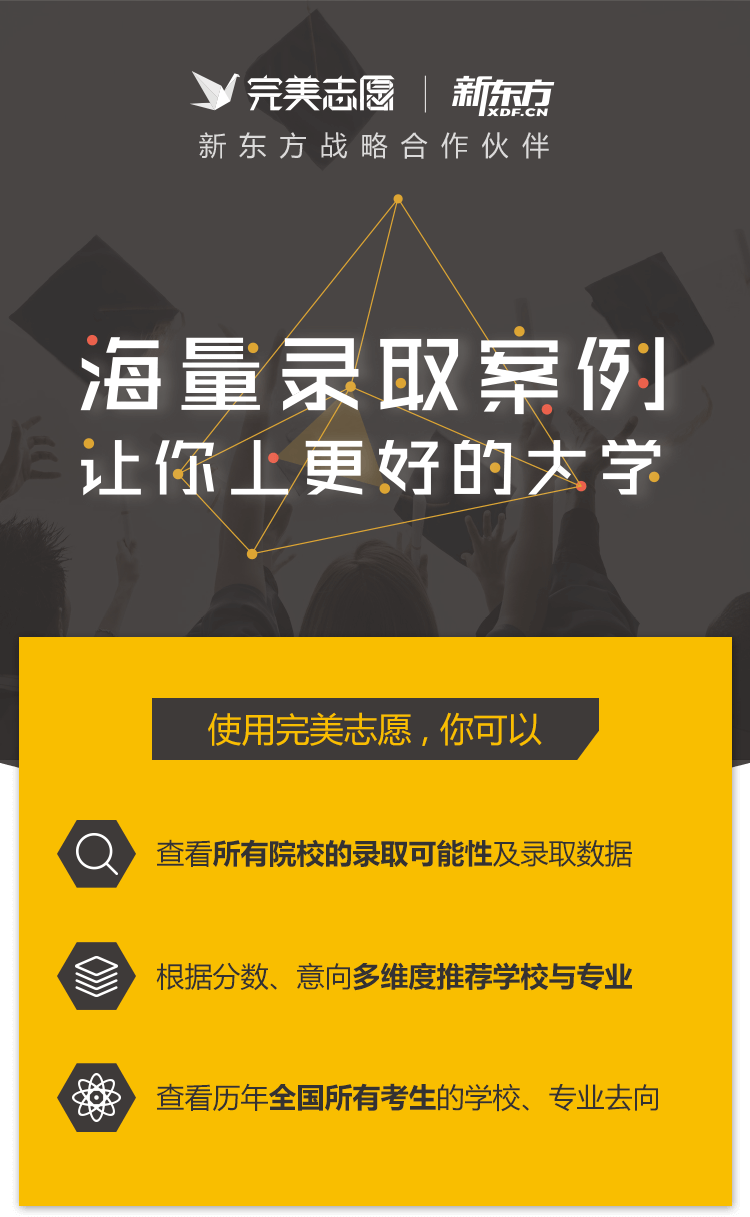 完美志愿 | 新东方
XDF.CN
新东方战略合作伙伴
海量录取案例
让你上更好的大学
使用完美志愿，你可以
查看所有院校的录取可能性及录取数据
根据分数、意向多维度推荐学校与专业
查看历年全国所有考生的学校、专业去向